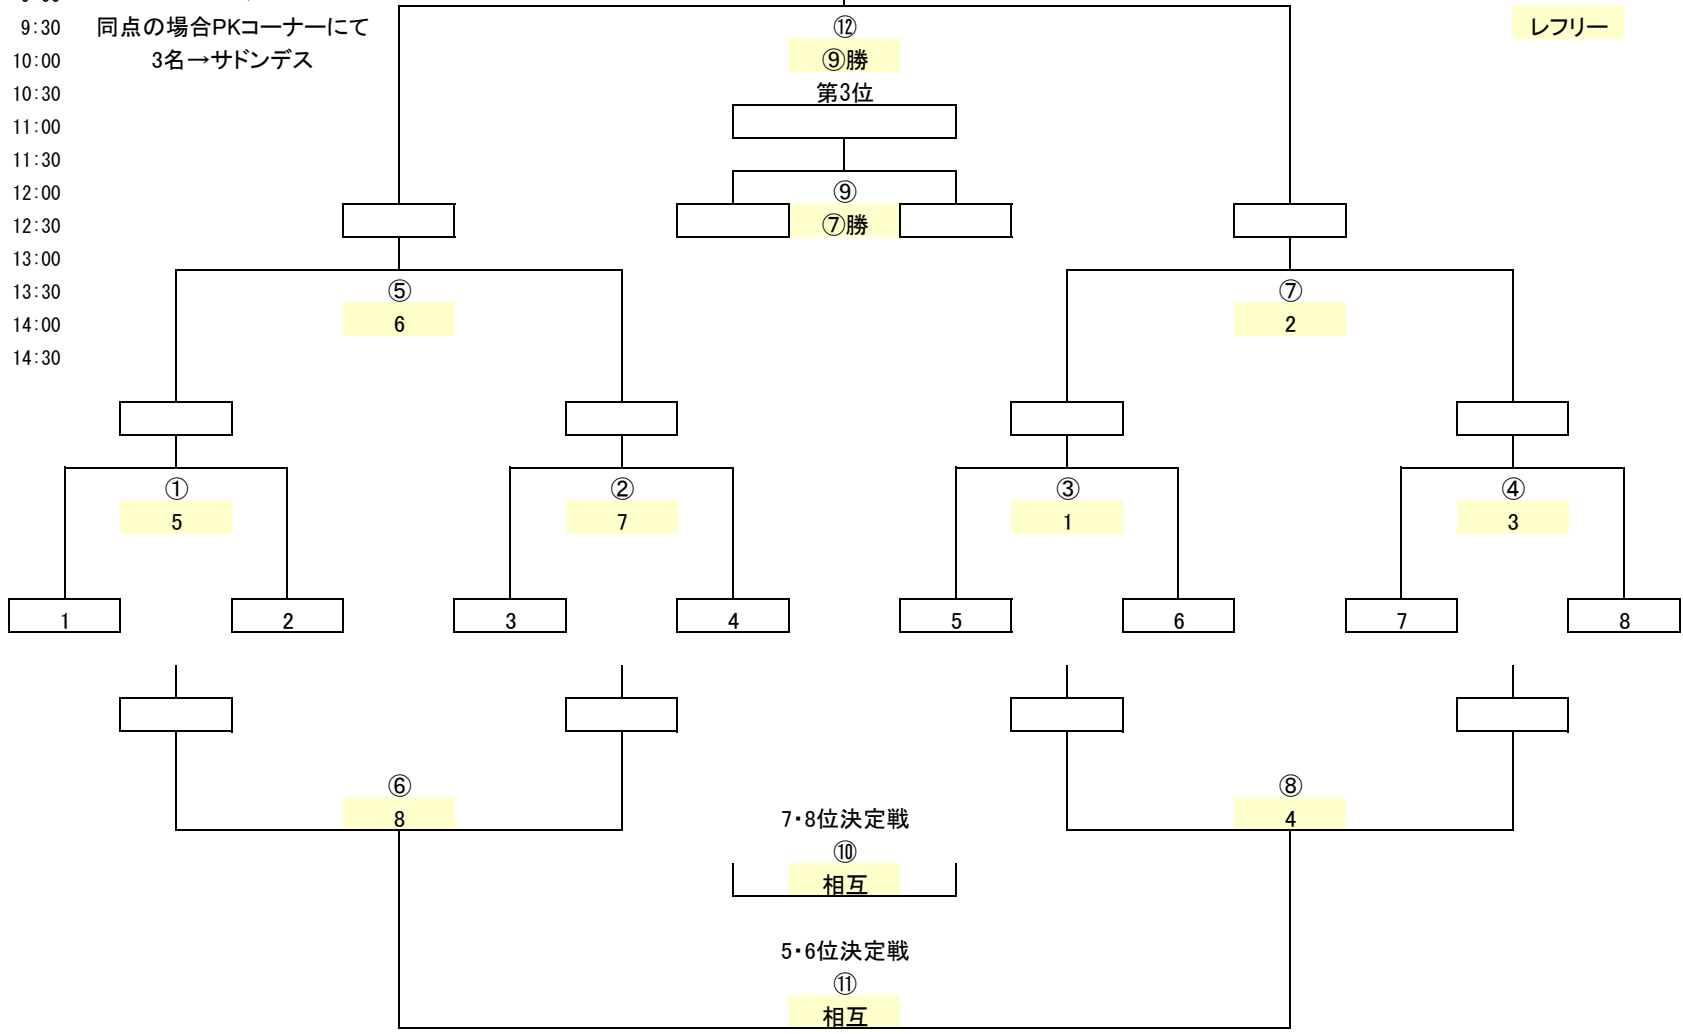 9:30 同点の場合PKコーナーにて ⑫ レフリー
10:00 3名→サドンデス ⑨勝
10:30 第3位
11:00
11:30
12:00 ⑨
12:30 ⑦勝
13:00
13:30 ⑤ ⑦
14:00 6 2
14:30
① ② ③ ④
5 7 1 3
1 2 3 4 5 6 7 8
⑥ ⑧
8 7・8位決定戦 4
⑩
相互
5・6位決定戦
⑪
相互